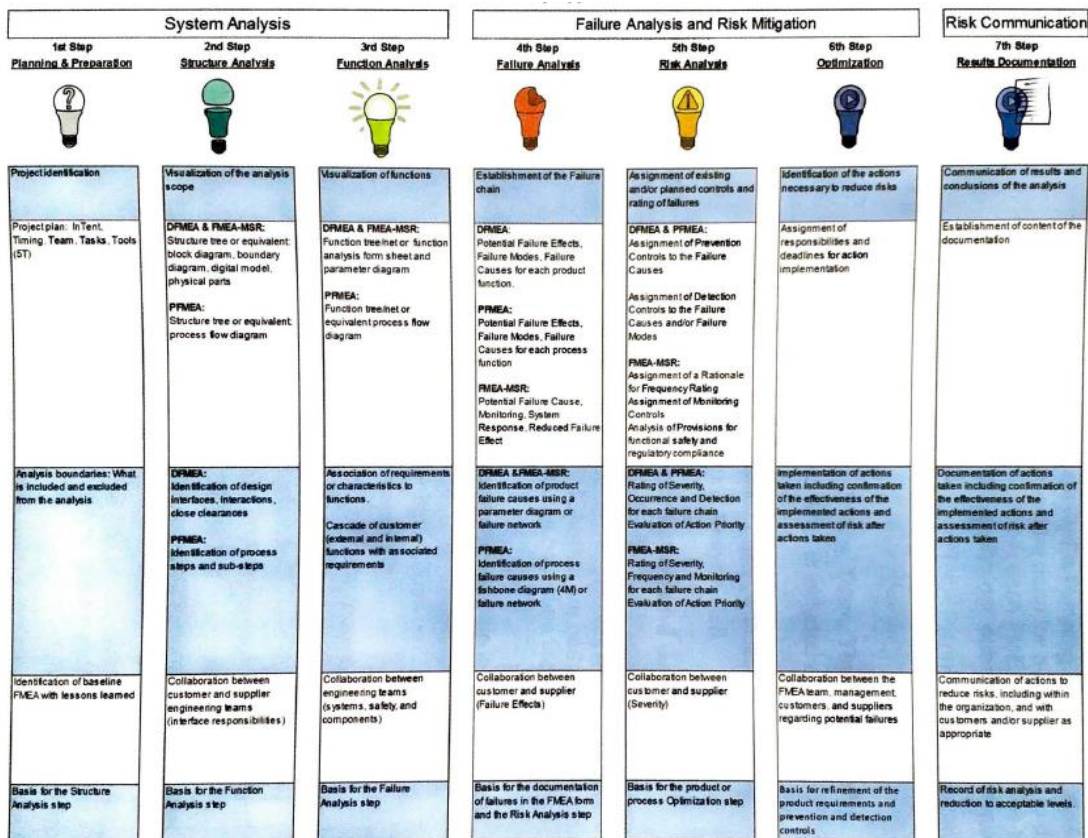 System Analysis
Failure Analysis and Risk Mitigation
Risk Communication
1st Step
Planning & Preparation
2nd Step
Structure Analysis
3rd Step
Function Analysis
4th Step
Failure Analysis
5th Step
Risk Analysis
6th Step
Optimization
7th Step
Results Documentation
?
Project identification
Visualization of the analysis
scope
Visualization of functions
Establishment of the Failure
chain
Assignment of existing
and/or planned controls and
rating of failures
Identification of the actions
necessary to reduce risks
Communication of results and
conclusions of the analysis
Project plan: InTent,
Timing, Team, Tasks, Tools
(5T)
DFMEA & FMEA-MSR:
Structure tree or equivalent:
block diagram, boundary
diagram, digital model,
physical parts
PFMEA:
Structure tree or equivalent
process flow diagram
DFMEA & FMEA-MSR:
Function tree/net or function
analysis form sheet and
parameter diagram
PFMEA:
Function tree/net or
equivalent process flow
diagram
DFMEA:
Potential Failure Effects,
Failure Modes, Failure
Causes for each product
function.
PFMEA:
Potential Failure Effects,
Failure Modes, Failure
Causes for each process
function
FMEA-MSR:
Potential Failure Cause,
Monitoring, System
Response, Reduced Failure
Effect
DFMEA & PFMEA:
Assignment of Prevention
Controls to the Failure
Causes
Assignment of Detection
Controls to the Failure
Causes and/or Failure
Modes
FMEA-MSR:
Assignment of a Rationale
for Frequency Rating
Assignment of Monitoring
Controls
Analysis of Provisions for
functional safety and
regulatory compliance
Assignment of
responsibilities and
deadlines for action
implementation
Establishment of content of the
documentation
Analysis boundaries: What
is included and excluded
from the analysis
DFMEA:
Identification of design
interfaces, interactions,
close clearances
PFMEA:
Identification of process
steps and sub-steps
Association of requirements
or characteristics to
functions.
Cascade of customer
(external and internal)
functions with associated
requirements
DFMEA &FMEA-MSR:
Identification of product
failure causes using a
parameter diagram or
failure network
PFMEA:
Identification of process
failure causes using a
fishbone diagram (4M) or
failure network
DFMEA & PFMEA:
Rating of Severity,
Occurrence and Detection
for each failure chain
Evaluation of Action Priority
FMEA-MSR:
Rating of Severity,
Frequency and Monitoring
for each failure chain
Evaluation of Action Priority
Implementation of actions
taken including confirmation
of the effectiveness of the
implemented actions and
assessment of risk after
actions taken
Documentation of actions
taken including confirmation of
the effectiveness of the
implemented actions and
assessment of risk after
actions taken
Identification of baseline
FMEA with lessons learned
Collaboration between
customer and supplier
engineering teams
(interface responsibilities)
Collaboration between
engineering teams
(systems, safety, and
components)
Collaboration between
customer and supplier
(Failure Effects)
Collaboration between
customer and supplier
(Severity)
Collaboration between the
FMEA team, management,
customers, and suppliers
regarding potential failures
Communication of actions to
reduce risks, including within
the organization, and with
customers and/or supplier as
appropriate
Basis for the Structure
Analysis step
Basis for the Function
Analysis step
Basis for the Failure
Analysis step
Basis for the documentation
of failures in the FMEA form
and the Risk Analysis step
Basis for the product or
process Optimization step
Basis for refinement of the
product requirements and
prevention and detection
controls
Record of risk analysis and
reduction to acceptable levels.